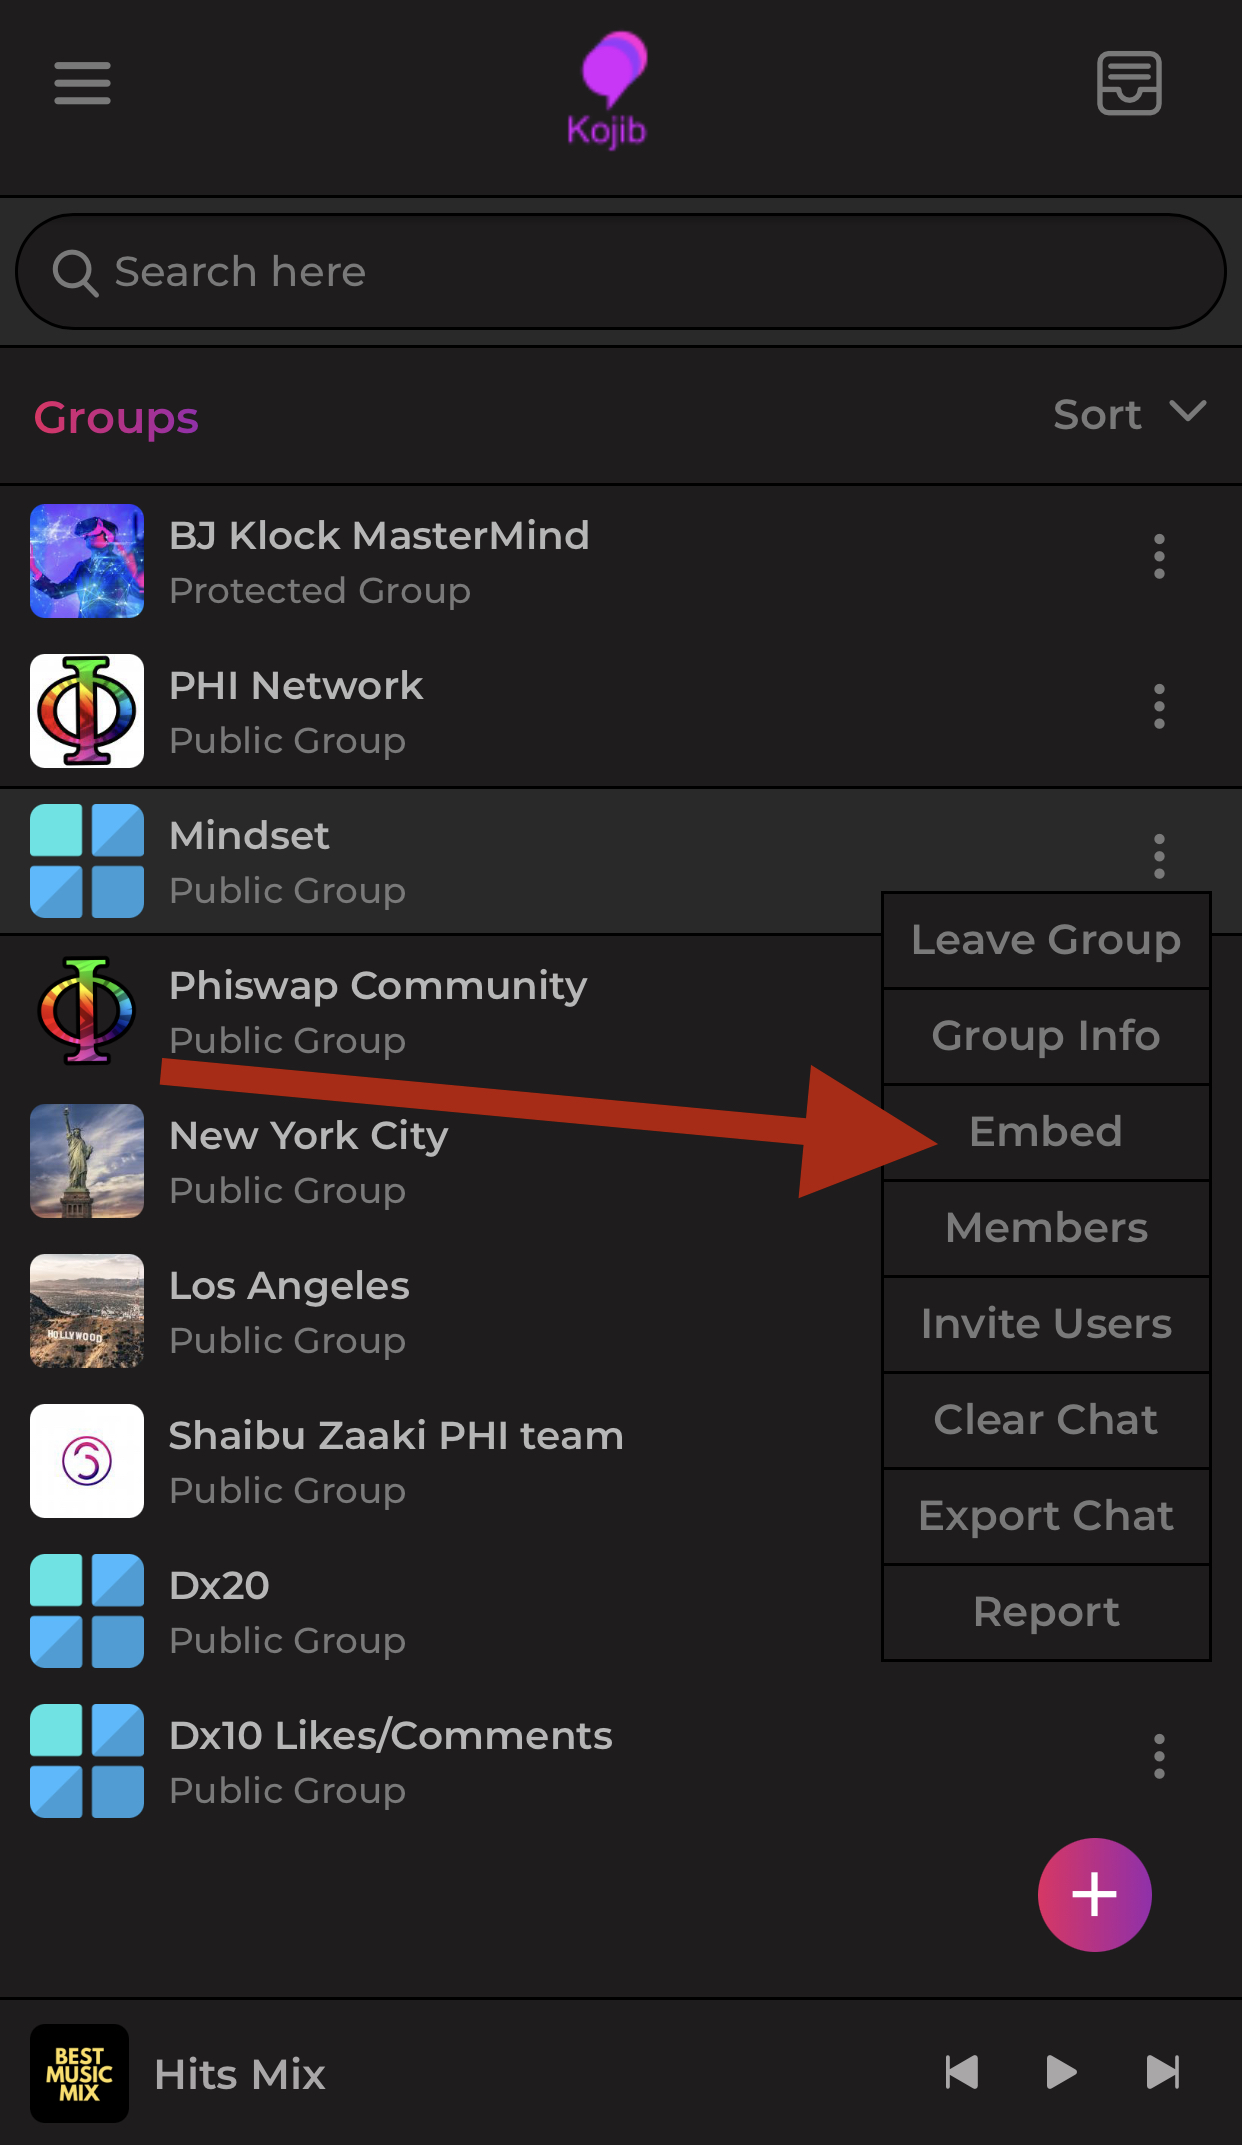 Kojib
Search here
Groups
Sort
BJ Klock MasterMind
Protected Group
PHI Network
Public Group
Mindset
Public Group
Leave Group
Group Info
Embed
Members
Invite Users
Clear Chat
Export Chat
Report
Phiswap Community
Public Group
New York City
Public Group
Los Angeles
Public Group
HOLLYWOOD
Shaibu Zaaki PHI team
Public Group
Dx20
Public Group
Dx10 Likes/Comments
Public Group
BEST
MUSIC
MIX
Hits Mix